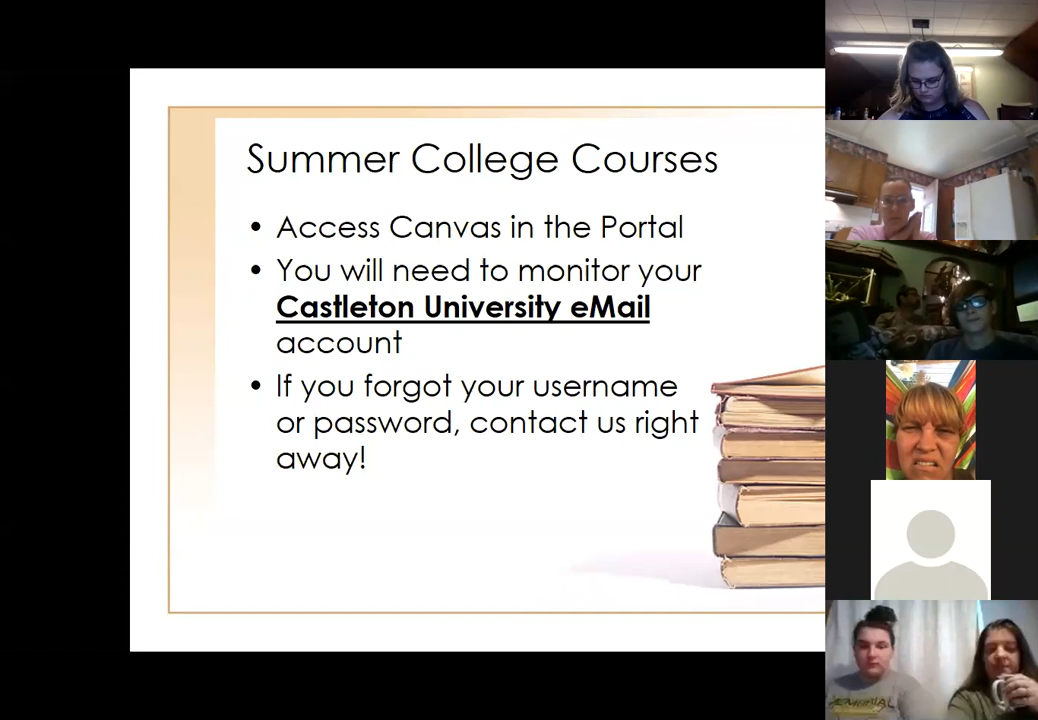 Summer College Courses
• Access Canvas in the Portal
• You will need to monitor your
Castleton University eMail
account
• If you forgot your username
or password, contact us right
away!